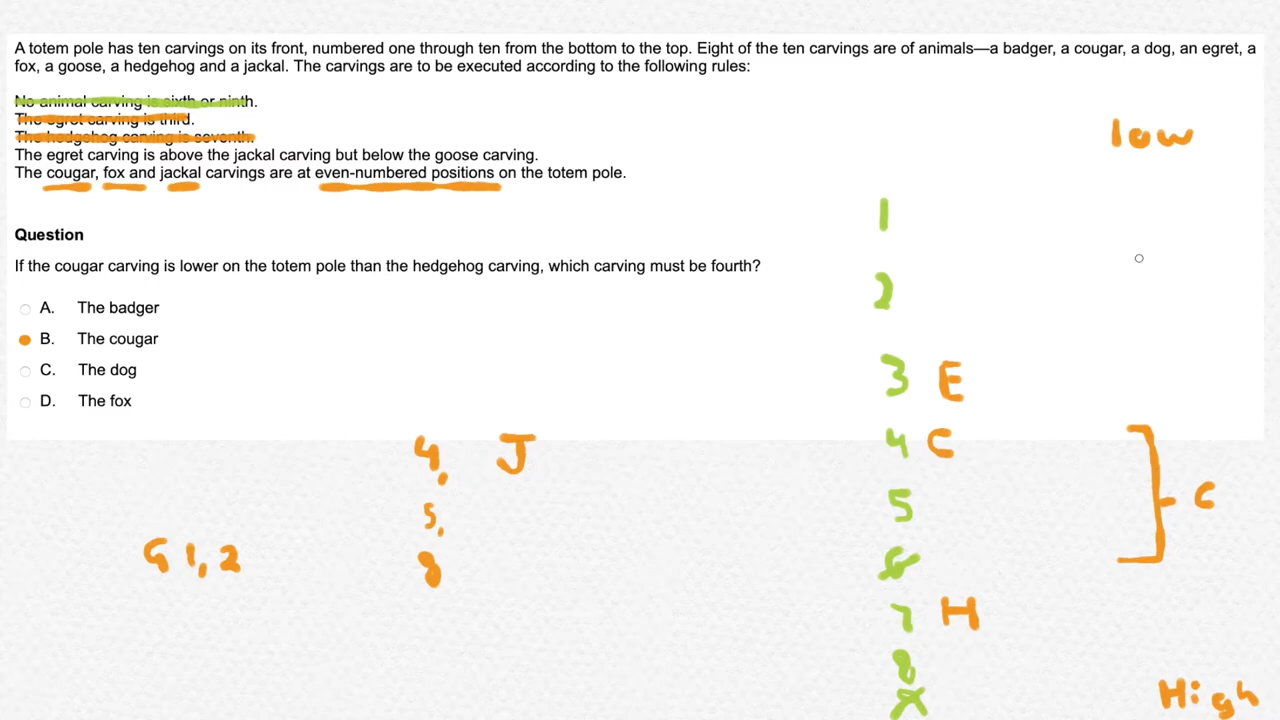 A totem pole has ten carvings on its front, numbered one through ten from the bottom to the top. Eight of the ten carvings are of animals—a badger, a cougar, a dog, an egret, a
fox, a goose, a hedgehog and a jackal. The carvings are to be executed according to the following rules:
No animal carving is sixth or ninth.
The egret carving is third.
The hedgehog carving is seventh.
The egret carving is above the jackal carving but below the goose carving.
The cougar, fox and jackal carvings are at even-numbered positions on the totem pole.
low
Question
If the cougar carving is lower on the totem pole than the hedgehog carving, which carving must be fourth?
A. The badger
B. The cougar
C. The dog
D. The fox
1
2
3 E
4 C
5
6
7 H
8
C
4, J
5,
8
G 1, 2
High